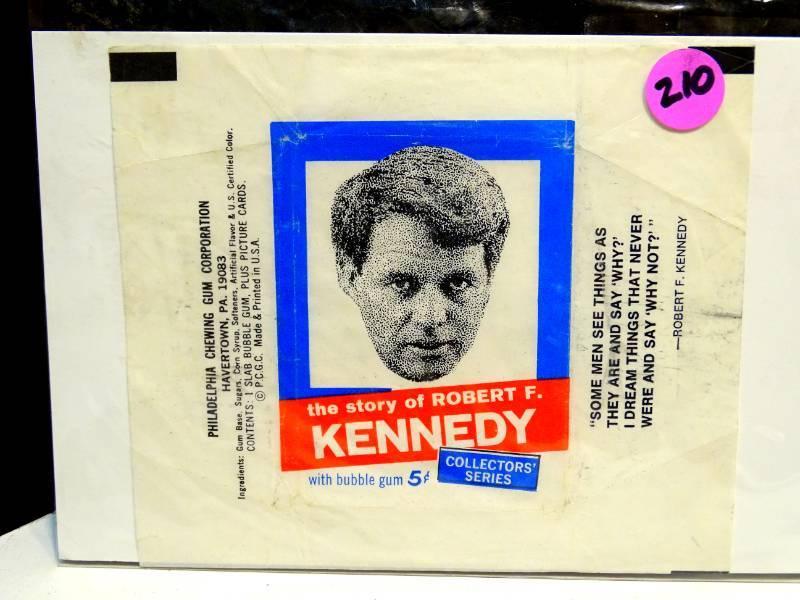 210
PHILADELPHIA CHEWING GUM CORPORATION
HAVERTOWN, PA. 19083
Ingredients: Gum Base, Sugars, Corn Syrup, Softeners, Artificial Flavor & U.S. Certified Color.
CONTENTS: 1 SLAB BUBBLE GUM, PLUS PICTURE CARDS.
© P.C.G.C. Made & Printed in U.S.A.
the story of ROBERT F.
KENNEDY
with bubble gum 5¢
COLLECTORS'
SERIES
"SOME MEN SEE THINGS AS
THEY ARE AND SAY 'WHY?'
I DREAM THINGS THAT NEVER
WERE AND SAY 'WHY NOT?' "
—ROBERT F. KENNEDY